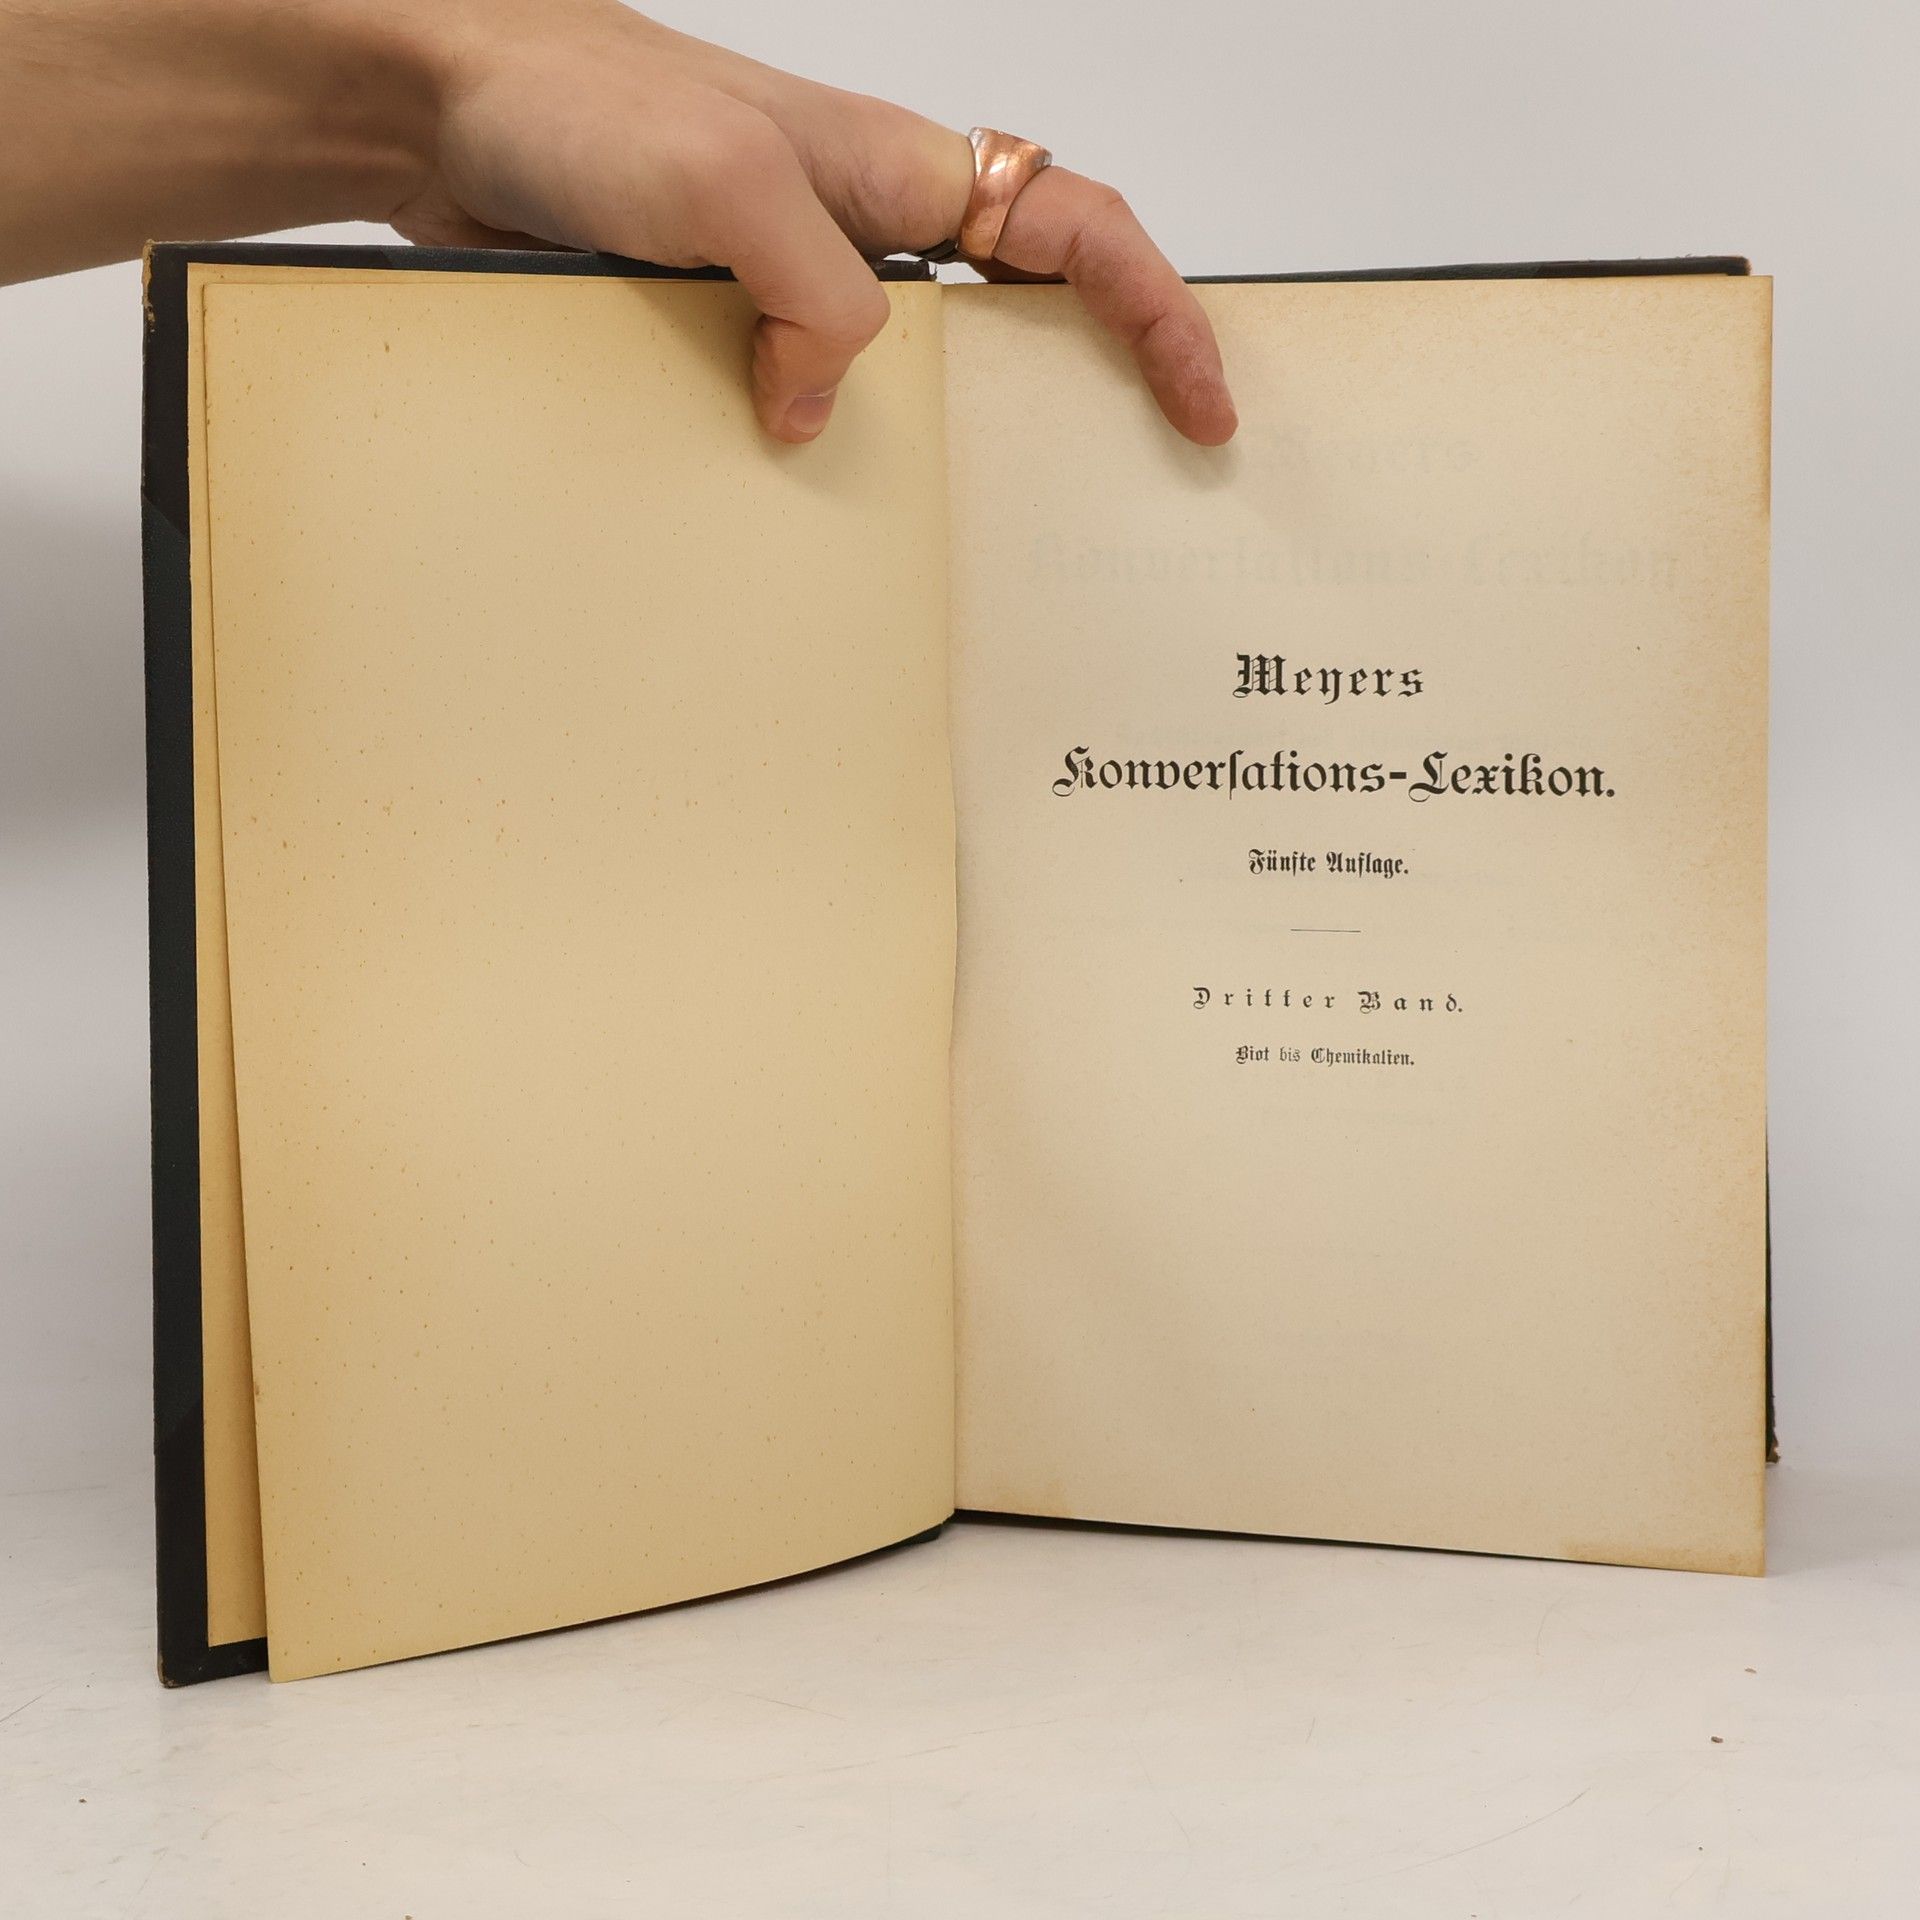 Meyers
Konverſations-Lexikon.
Fünfte Auflage.
Dritter Band.
Biot bis Chemikalien.